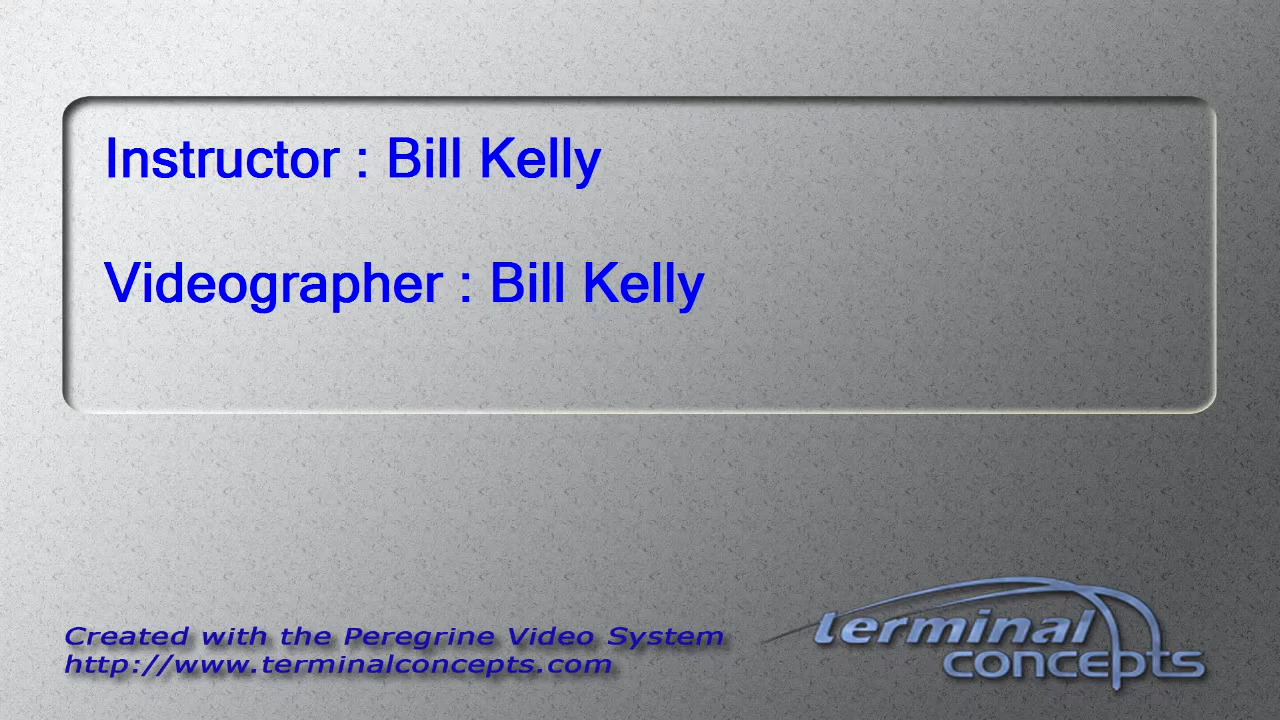 Instructor : Bill Kelly
Videographer : Bill Kelly
Created with the Peregrine Video System
http://www.terminalconcepts.com
terminal
concepts